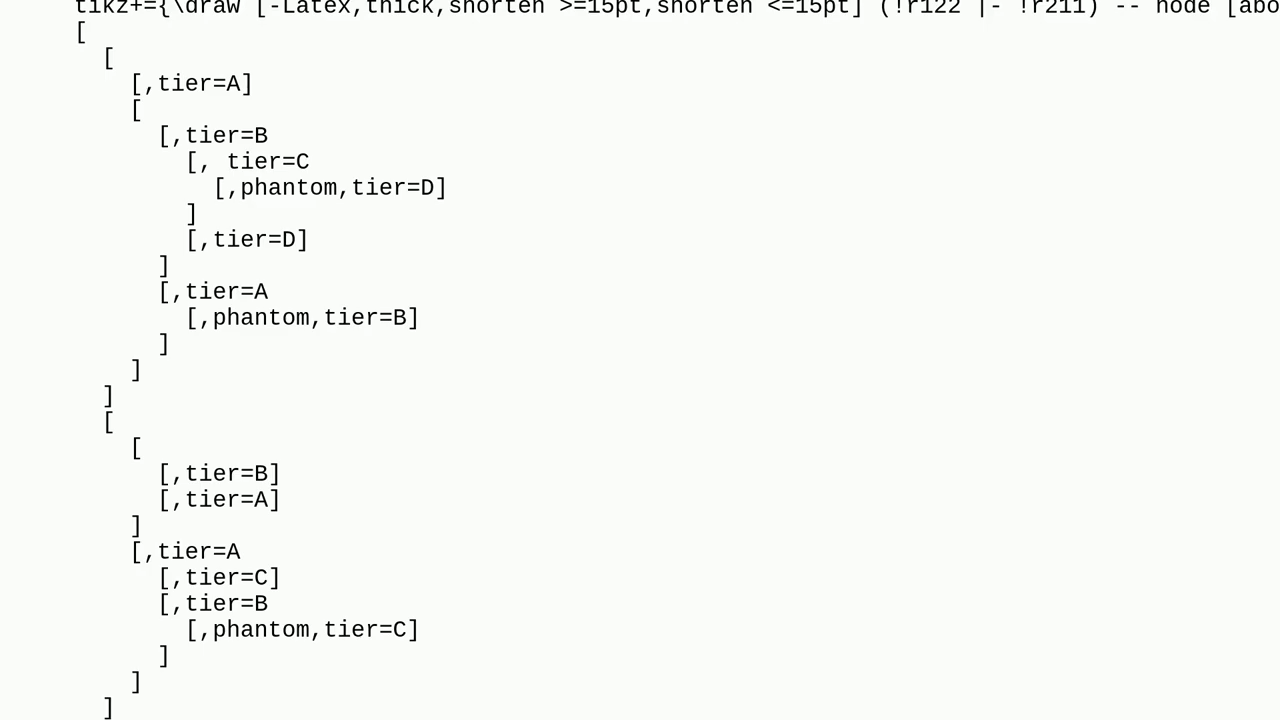 tikz+={\draw [-Latex,thick,shorten >=15pt,shorten <=15pt] (!r122 |- !r211) -- node [abo
[
[
[,tier=A]
[
[,tier=B
[, tier=C
[,phantom,tier=D]
]
[,tier=D]
]
[,tier=A
[,phantom,tier=B]
]
]
]
[
[
[,tier=B]
[,tier=A]
]
[,tier=A
[,tier=C]
[,tier=B
[,phantom,tier=C]
]
]
]